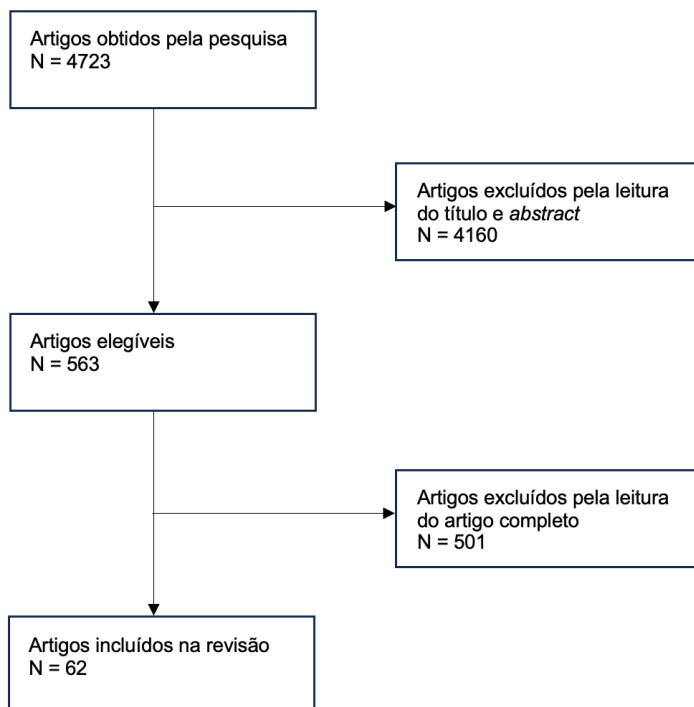 Artigos obtidos pela pesquisa
N = 4723
Artigos excluídos pela leitura
do título e abstract
N = 4160
Artigos elegíveis
N = 563
Artigos excluídos pela leitura
do artigo completo
N = 501
Artigos incluídos na revisão
N = 62